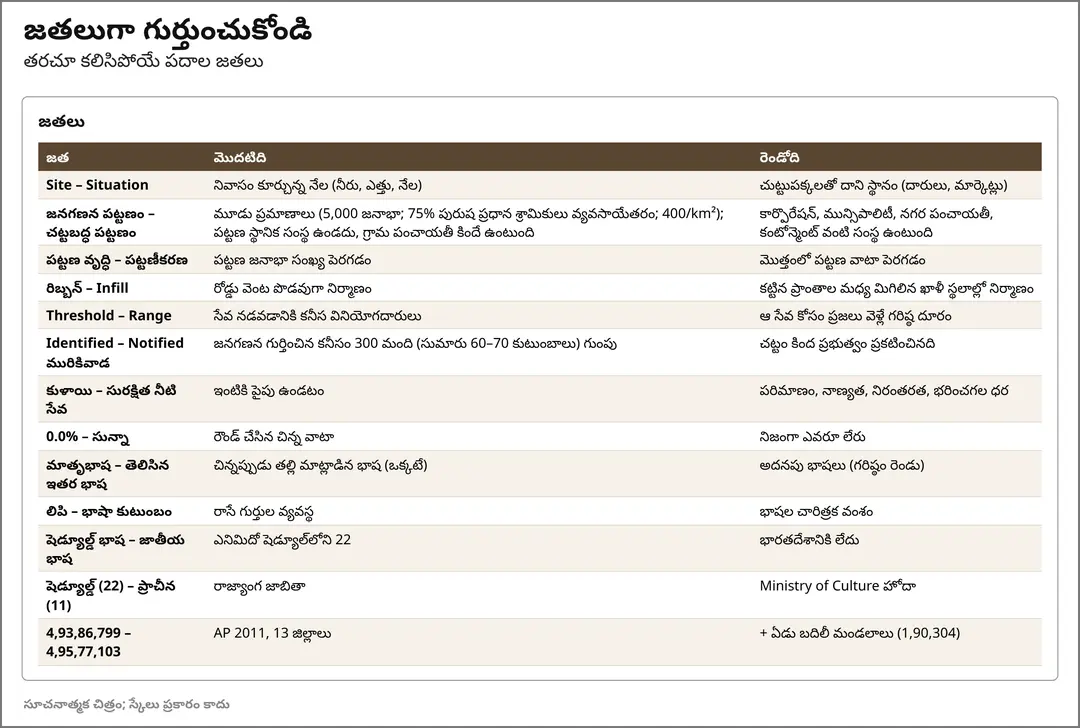 జతలుగా గుర్తుంచుకోండి
తరచూ కలిసిపోయే పదాల జతలు
జతలు
జత మొదటిది రెండోది
Site – Situation నివాసం కూర్చున్న నేల (నీరు, ఎత్తు, నేల) చుట్టుపక్కలతో దాని స్థానం (దారులు, మార్కెట్లు)
జనగణన పట్టణం – మూడు ప్రమాణాలు (5,000 జనాభా; 75% పురుష ప్రధాన శ్రామికులు వ్యవసాయేతరం; 400/km²); కార్పొరేషన్, మున్సిపాలిటీ, నగర పంచాయతీ,
చట్టబద్ధ పట్టణం పట్టణ స్థానిక సంస్థ ఉండదు, గ్రామ పంచాయతీ కిందే ఉంటుంది కంటోన్మెంట్ వంటి సంస్థ ఉంటుంది
పట్టణ వృద్ధి – పట్టణీకరణ పట్టణ జనాభా సంఖ్య పెరగడం మొత్తంలో పట్టణ వాటా పెరగడం
రిబ్బన్ – Infill రోడ్డు వెంట పొడవుగా నిర్మాణం కట్టిన ప్రాంతాల మధ్య మిగిలిన ఖాళీ స్థలాల్లో నిర్మాణం
Threshold – Range సేవ నడవడానికి కనీస వినియోగదారులు ఆ సేవ కోసం ప్రజలు వెళ్లే గరిష్ఠ దూరం
Identified – Notified జనగణన గుర్తించిన కనీసం 300 మంది (సుమారు 60–70 కుటుంబాలు) గుంపు చట్టం కింద ప్రభుత్వం ప్రకటించినది
మురికివాడ
కుళాయి – సురక్షిత నీటి ఇంటికి పైపు ఉండటం పరిమాణం, నాణ్యత, నిరంతరత, భరించగల ధర
సేవ
0.0% – సున్నా రౌండ్ చేసిన చిన్న వాటా నిజంగా ఎవరూ లేరు
మాతృభాష – తెలిసిన చిన్నప్పుడు తల్లి మాట్లాడిన భాష (ఒక్కటే) అదనపు భాషలు (గరిష్ఠం రెండు)
ఇతర భాష
లిపి – భాషా కుటుంబం రాసే గుర్తుల వ్యవస్థ భాషల చారిత్రక వంశం
షెడ్యూల్డ్ భాష – జాతీయ ఎనిమిదో షెడ్యూల్‌లోని 22 భారతదేశానికి లేదు
భాష
షెడ్యూల్డ్ (22) – ప్రాచీన రాజ్యాంగ జాబితా Ministry of Culture హోదా
(11)
4,93,86,799 – AP 2011, 13 జిల్లాలు + ఏడు బదిలీ మండలాలు (1,90,304)
4,95,77,103
సూచనాత్మక చిత్రం; స్కేలు ప్రకారం కాదు